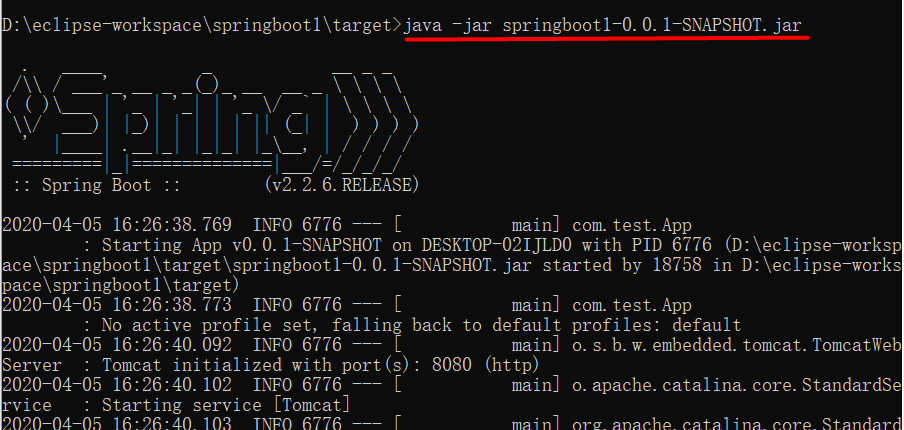 D:\eclipse-workspace\springboot1\target>java -jar springboot1-0.0.1-SNAPSHOT.jar
  .   ____          _            __ _ _
 /\\ / ___'_ __ _ _(_)_ __  __ _ \ \ \ \
( ( )\___ | '_ | '_| | '_ \/ _` | \ \ \ \
 \\/  ___)| |_)| | | | | || (_| |  ) ) ) )
  '  |____| .__|_| |_|_| |_\__, | / / / /
 =========|_|==============|___/=/_/_/_/
 :: Spring Boot ::        (v2.2.6.RELEASE)
2020-04-05 16:26:38.769  INFO 6776 --- [           main] com.test.App
         : Starting App v0.0.1-SNAPSHOT on DESKTOP-02IJLD0 with PID 6776 (D:\eclipse-worksp
ace\springboot1\target\springboot1-0.0.1-SNAPSHOT.jar started by 18758 in D:\eclipse-works
pace\springboot1\target)
2020-04-05 16:26:38.773  INFO 6776 --- [           main] com.test.App
         : No active profile set, falling back to default profiles: default
2020-04-05 16:26:40.092  INFO 6776 --- [           main] o.s.b.w.embedded.tomcat.TomcatWeb
Server  : Tomcat initialized with port(s): 8080 (http)
2020-04-05 16:26:40.102  INFO 6776 --- [           main] o.apache.catalina.core.StandardSe
rvice   : Starting service [Tomcat]
2020-04-05 16:26:40.103  INFO 6776 --- [           main] org.apache.catalina.core.Standard